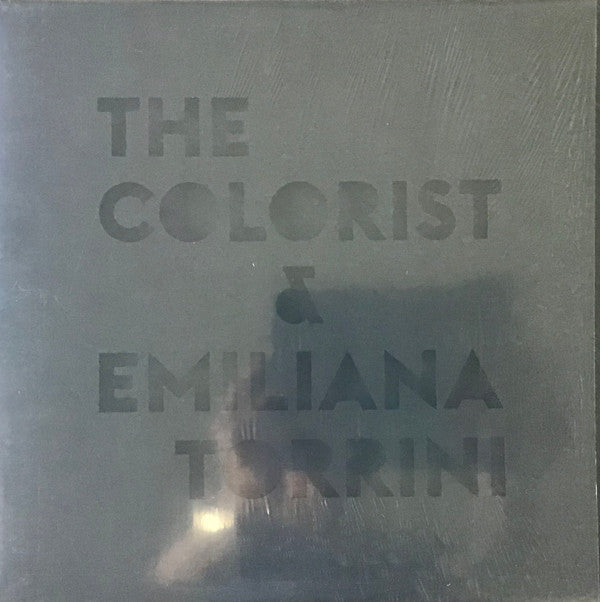 THE
COLORIST
&
EMILIANA
TORRINI